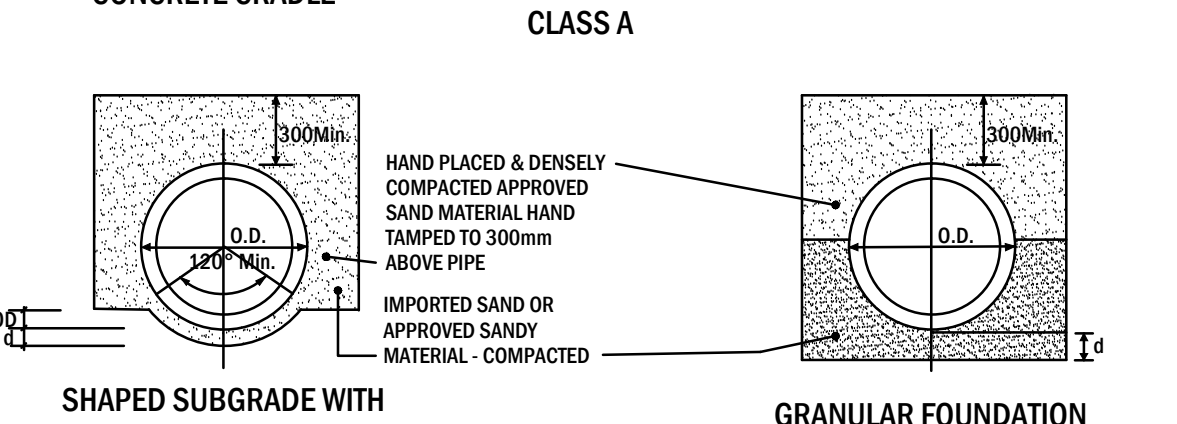 CONCRETE CRADLE
CLASS A
300Min.
300Min.
HAND PLACED & DENSELY
COMPACTED APPROVED
SAND MATERIAL HAND
TAMPED TO 300mm
ABOVE PIPE
O.D.
120° Min.
O.D.
IMPORTED SAND OR
APPROVED SANDY
MATERIAL - COMPACTED
d
d
SHAPED SUBGRADE WITH
GRANULAR FOUNDATION